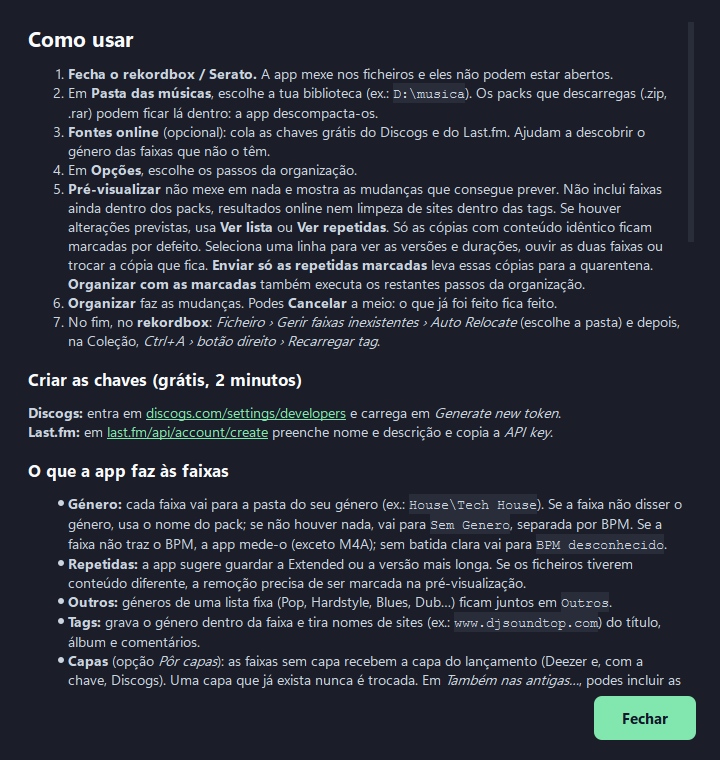 Como usar
1. Fecha o rekordbox / Serato. A app mexe nos ficheiros e eles não podem estar abertos.
2. Em Pasta das músicas, escolhe a tua biblioteca (ex.: D:\musica). Os packs que descarregas (.zip,
.rar) podem ficar lá dentro: a app descompacta-os.
3. Fontes online (opcional): cola as chaves grátis do Discogs e do Last.fm. Ajudam a descobrir o
género das faixas que não o têm.
4. Em Opções, escolhe os passos da organização.
5. Pré-visualizar não mexe em nada e mostra as mudanças que consegue prever. Não inclui faixas
ainda dentro dos packs, resultados online nem limpeza de sites dentro das tags. Se houver
alterações previstas, usa Ver lista ou Ver repetidas. Só as cópias com conteúdo idêntico ficam
marcadas por defeito. Seleciona uma linha para ver as versões e durações, ouvir as duas faixas ou
trocar a cópia que fica. Enviar só as repetidas marcadas leva essas cópias para a quarentena.
Organizar com as marcadas também executa os restantes passos da organização.
6. Organizar faz as mudanças. Podes Cancelar a meio: o que já foi feito fica feito.
7. No fim, no rekordbox: Ficheiro › Gerir faixas inexistentes › Auto Relocate (escolhe a pasta) e depois,
na Coleção, Ctrl+A › botão direito › Recarregar tag.
Criar as chaves (grátis, 2 minutos)
Discogs: entra em discogs.com/settings/developers e carrega em Generate new token.
Last.fm: em last.fm/api/account/create preenche nome e descrição e copia a API key.
O que a app faz às faixas
• Género: cada faixa vai para a pasta do seu género (ex.: House\Tech House). Se a faixa não disser o
género, usa o nome do pack; se não houver nada, vai para Sem Genero, separada por BPM. Se a
faixa não traz o BPM, a app mede-o (exceto M4A); sem batida clara vai para BPM desconhecido.
• Repetidas: a app sugere guardar a Extended ou a versão mais longa. Se os ficheiros tiverem
conteúdo diferente, a remoção precisa de ser marcada na pré-visualização.
• Outros: géneros de uma lista fixa (Pop, Hardstyle, Blues, Dub…) ficam juntos em Outros.
• Tags: grava o género dentro da faixa e tira nomes de sites (ex.: www.djsoundtop.com) do título,
álbum e comentários.
• Capas (opção Pôr capas): as faixas sem capa recebem a capa do lançamento (Deezer e, com a
chave, Discogs). Uma capa que já exista nunca é trocada. Em Também nas antigas…, podes incluir as
Fechar